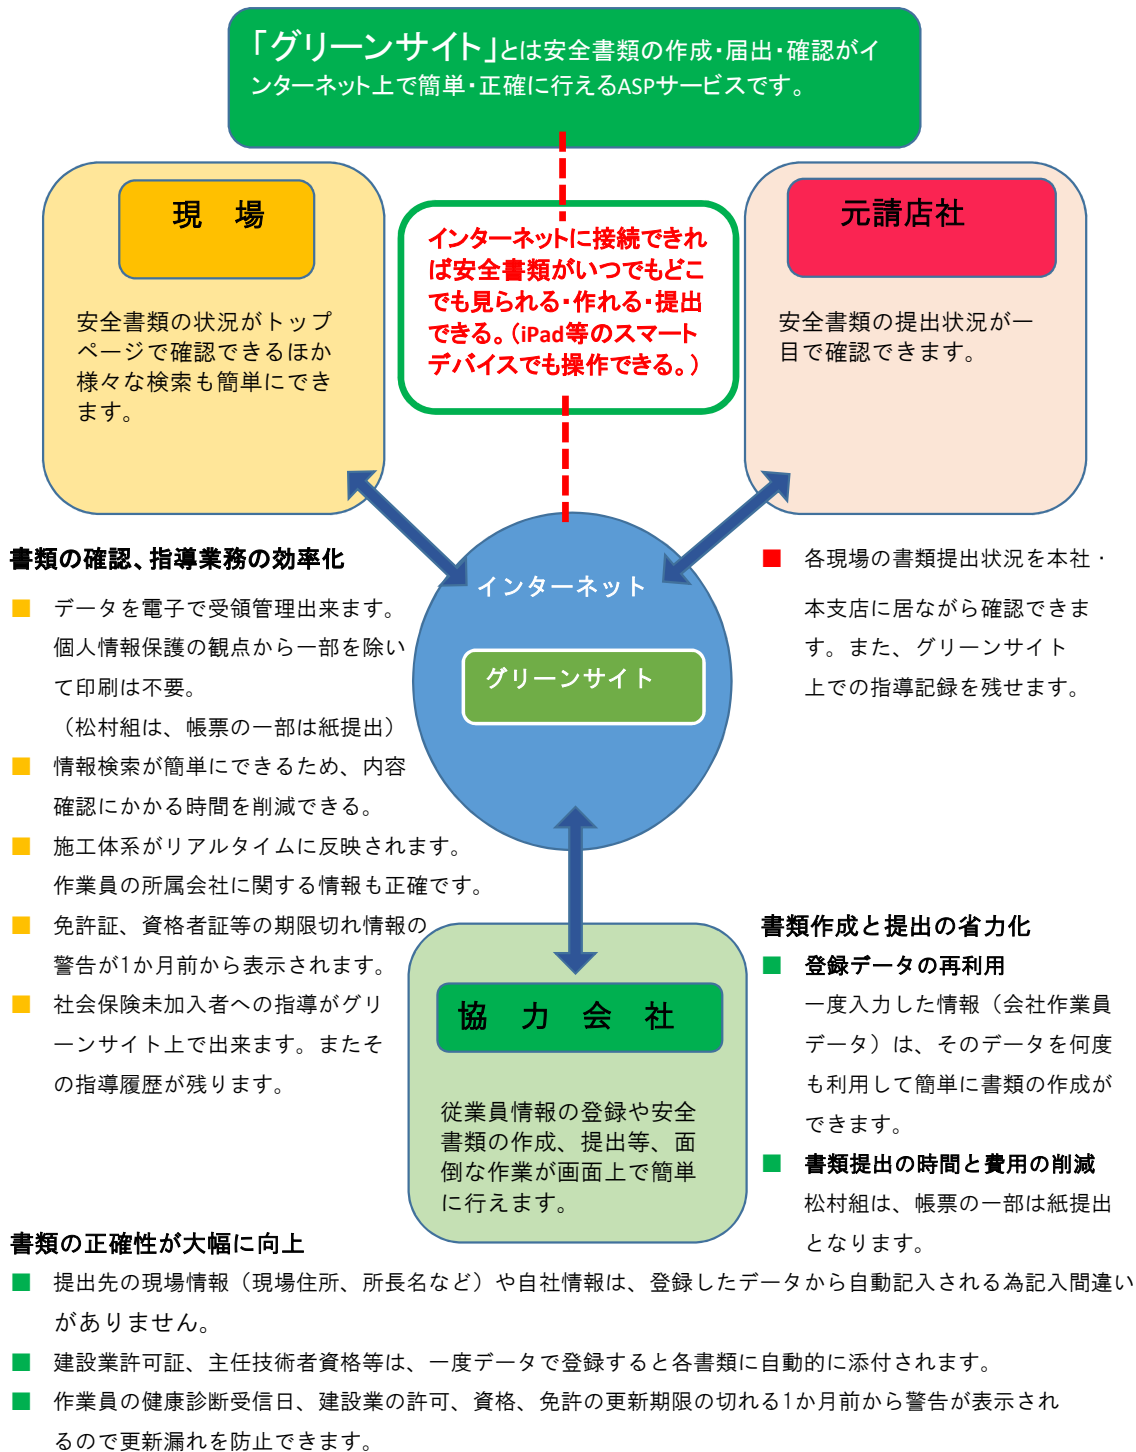 「グリーンサイト」とは安全書類の作成・届出・確認がイ
ンターネット上で簡単・正確に行えるASPサービスです。
現　場
安全書類の状況がトップ
ページで確認できるほか
様々な検索も簡単にでき
ます。
インターネットに接続できれ
ば安全書類がいつでもどこ
でも見られる・作れる・提出
できる。（iPad等のスマート
デバイスでも操作できる。）
元請店社
安全書類の提出状況が一
目で確認できます。
インターネット
グリーンサイト
書類の確認、指導業務の効率化
■ データを電子で受領管理出来ます。
個人情報保護の観点から一部を除い
て印刷は不要。
（松村組は、帳票の一部は紙提出）
■ 情報検索が簡単にできるため、内容
確認にかかる時間を削減できる。
■ 施工体系がリアルタイムに反映されます。
作業員の所属会社に関する情報も正確です。
■ 免許証、資格者証等の期限切れ情報の
警告が1か月前から表示されます。
■ 社会保険未加入者への指導がグリ
ーンサイト上で出来ます。またそ
の指導履歴が残ります。
■ 各現場の書類提出状況を本社・
本支店に居ながら確認できま
す。また、グリーンサイト
上での指導記録を残せます。
協　力　会　社
従業員情報の登録や安全
書類の作成、提出等、面
倒な作業が画面上で簡単
に行えます。
書類作成と提出の省力化
■ 登録データの再利用
一度入力した情報（会社作業員
データ）は、そのデータを何度
も利用して簡単に書類の作成が
できます。
■ 書類提出の時間と費用の削減
松村組は、帳票の一部は紙提出
となります。
書類の正確性が大幅に向上
■ 提出先の現場情報（現場住所、所長名など）や自社情報は、登録したデータから自動記入される為記入間違い
がありません。
■ 建設業許可証、主任技術者資格等は、一度データで登録すると各書類に自動的に添付されます。
■ 作業員の健康診断受信日、建設業の許可、資格、免許の更新期限の切れる1か月前から警告が表示され
るので更新漏れを防止できます。